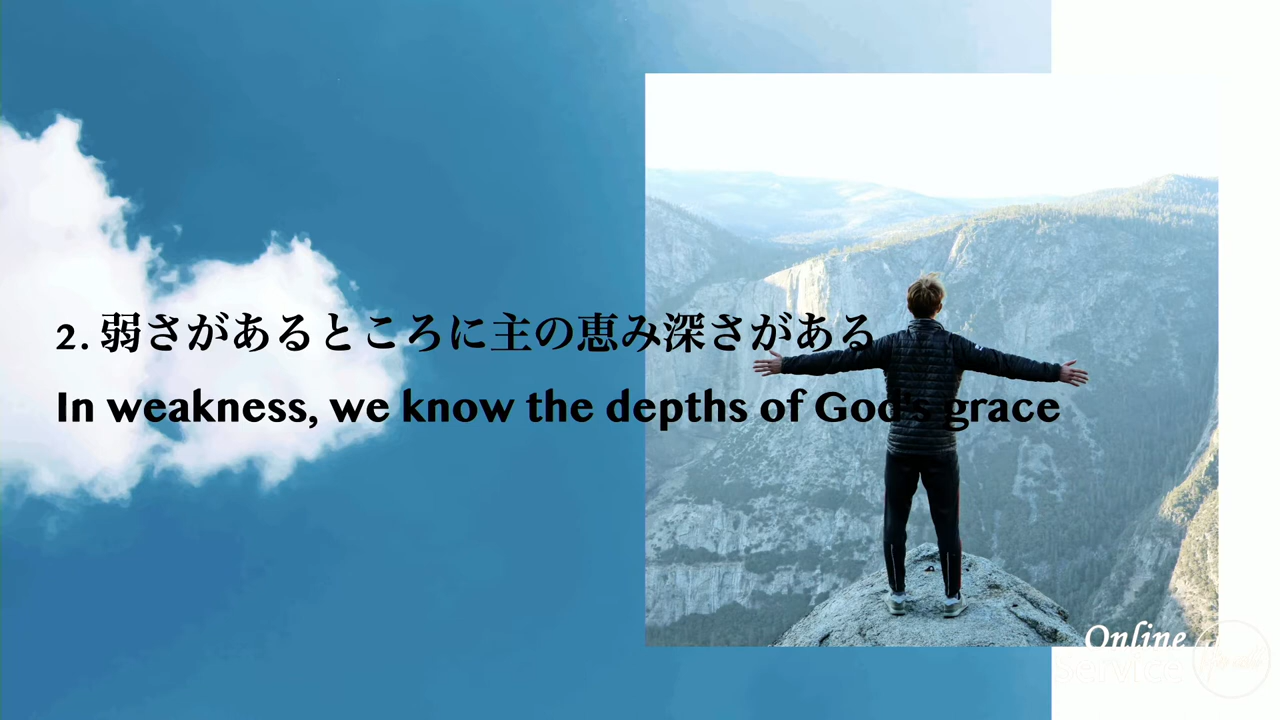 2. 弱さがあるところに主の恵み深さがある
In weakness, we know the depths of God's grace
Online
service